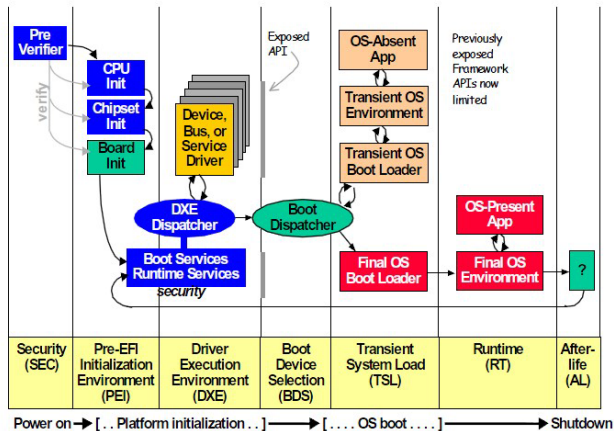 Pre
Verifier
verify
CPU
Init
Chipset
Init
Board
Init
Device,
Bus, or
Service
Driver
Exposed
API
OS-Absent
App
Transient OS
Environment
Transient OS
Boot Loader
Previously
exposed
Framework
APIs now
limited
DXE
Dispatcher
Boot
Dispatcher
OS-Present
App
Boot Services
Runtime Services
security
Final OS
Boot Loader
Final OS
Environment
?
Security
(SEC)
Pre-EFI
Initialization
Environment
(PEI)
Driver
Execution
Environment
(DXE)
Boot
Device
Selection
(BDS)
Transient
System Load
(TSL)
Runtime
(RT)
After-
life
(AL)
Power on [ . . Platform initialization . . ] [ . . . . OS boot . . . . ] Shutdown